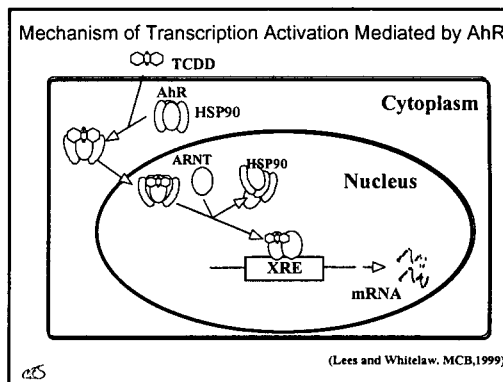 Mechanism of Transcription Activation Mediated by AhR
TCDD
AhR
HSP90
Cytoplasm
ARNT
HSP90
Nucleus
XRE
mRNA
(Lees and Whitelaw. MCB,1999)